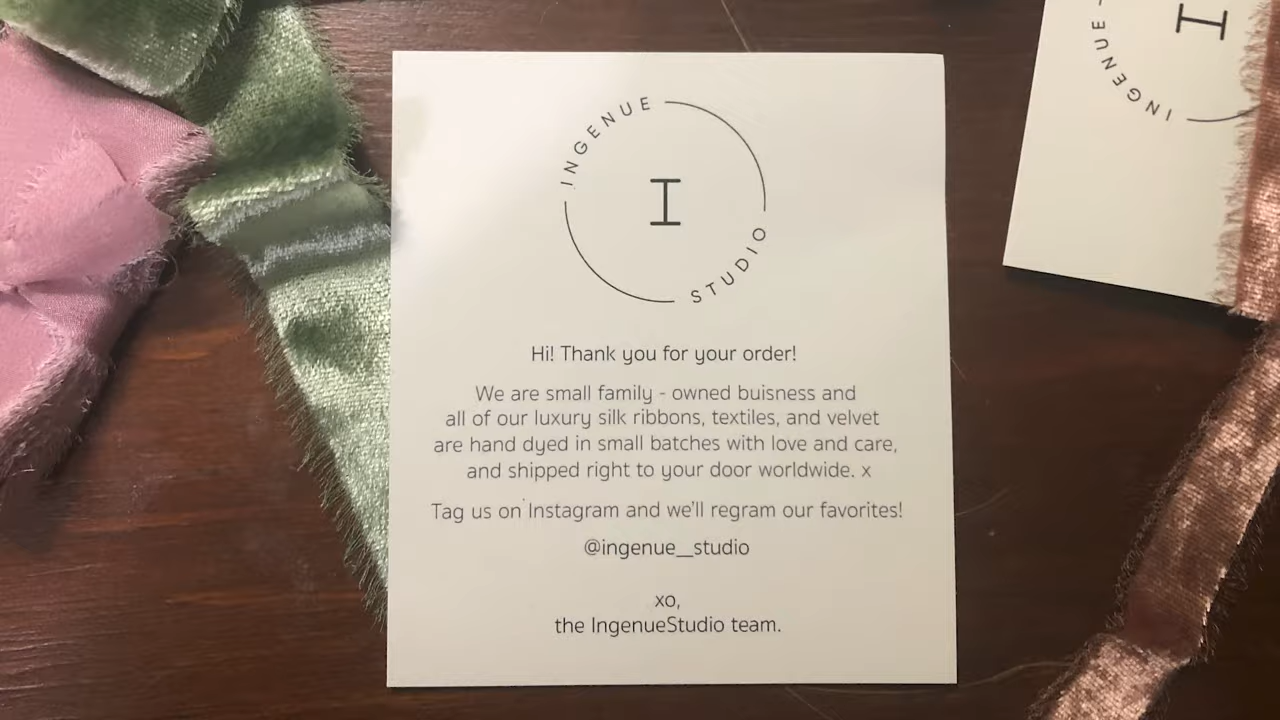 INGENUE
I
STUDIO
Hi! Thank you for your order!
We are small family - owned buisness and
all of our luxury silk ribbons, textiles, and velvet
are hand dyed in small batches with love and care,
and shipped right to your door worldwide. x
Tag us on Instagram and we'll regram our favorites!
@ingenue__studio
xo,
the IngenueStudio team.
I
INGENUE